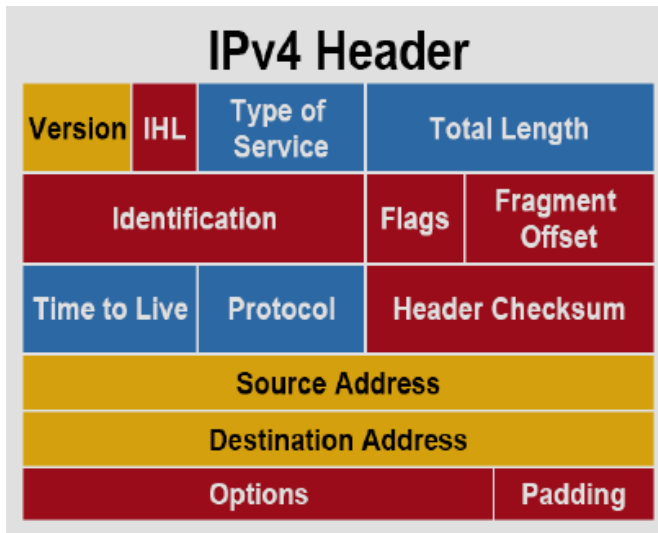 IPv4 Header
Version
IHL
Type of
Service
Total Length
Identification
Flags
Fragment
Offset
Time to Live
Protocol
Header Checksum
Source Address
Destination Address
Options
Padding